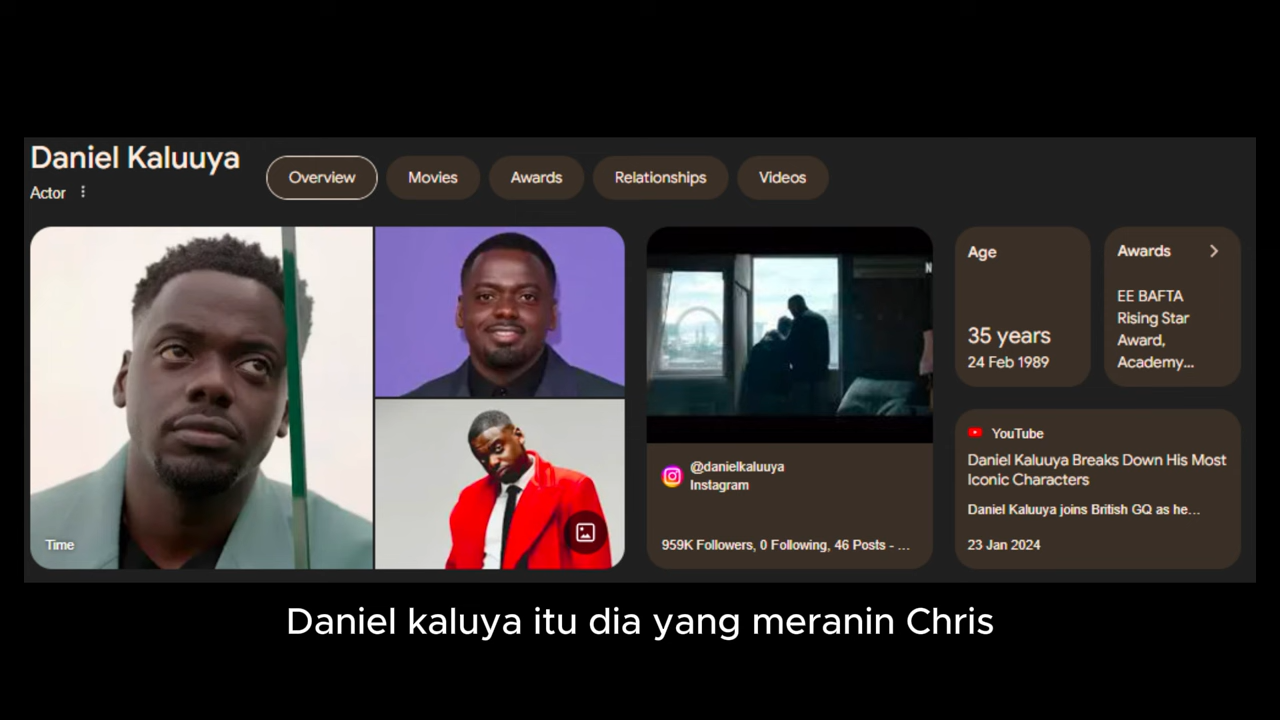 Daniel Kaluuya
Actor
Overview
Movies
Awards
Relationships
Videos
Time
N
@danielkaluuya
Instagram
959K Followers, 0 Following, 46 Posts - ...
Age
35 years
24 Feb 1989
Awards
EE BAFTA
Rising Star
Award,
Academy...
YouTube
Daniel Kaluuya Breaks Down His Most
Iconic Characters
Daniel Kaluuya joins British GQ as he...
23 Jan 2024
Daniel kaluya itu dia yang meranin Chris